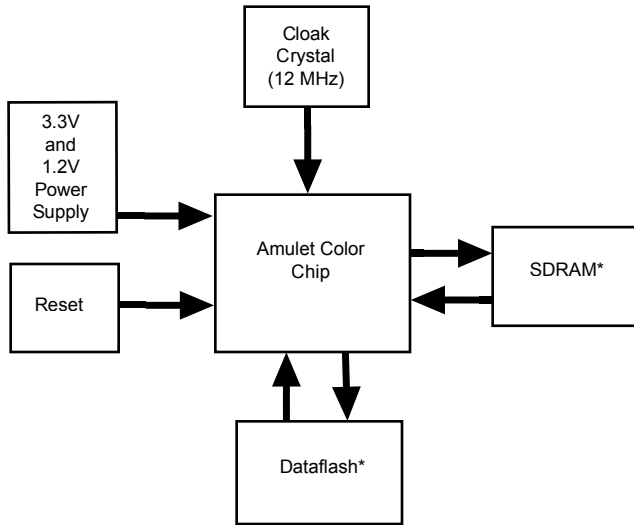 Cloak
Crystal
(12 MHz)
3.3V
and
1.2V
Power
Supply
Amulet Color
Chip
SDRAM*
Reset
Dataflash*